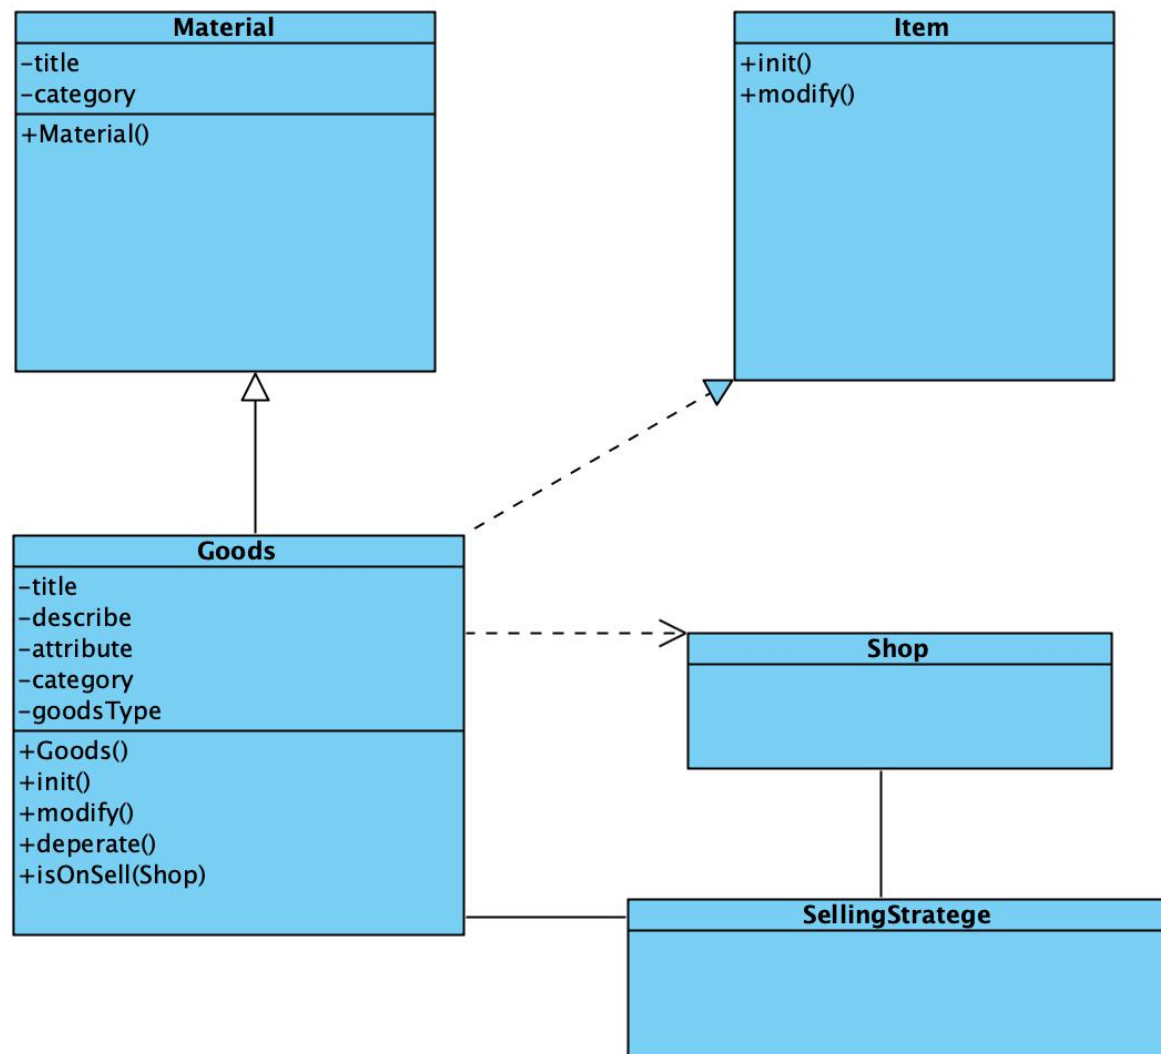 Material
-title
-category
+Material()
Item
+init()
+modify()
Goods
-title
-describe
-attribute
-category
-goodsType
+Goods()
+init()
+modify()
+deperate()
+isOnSell(Shop)
Shop
SellingStratege